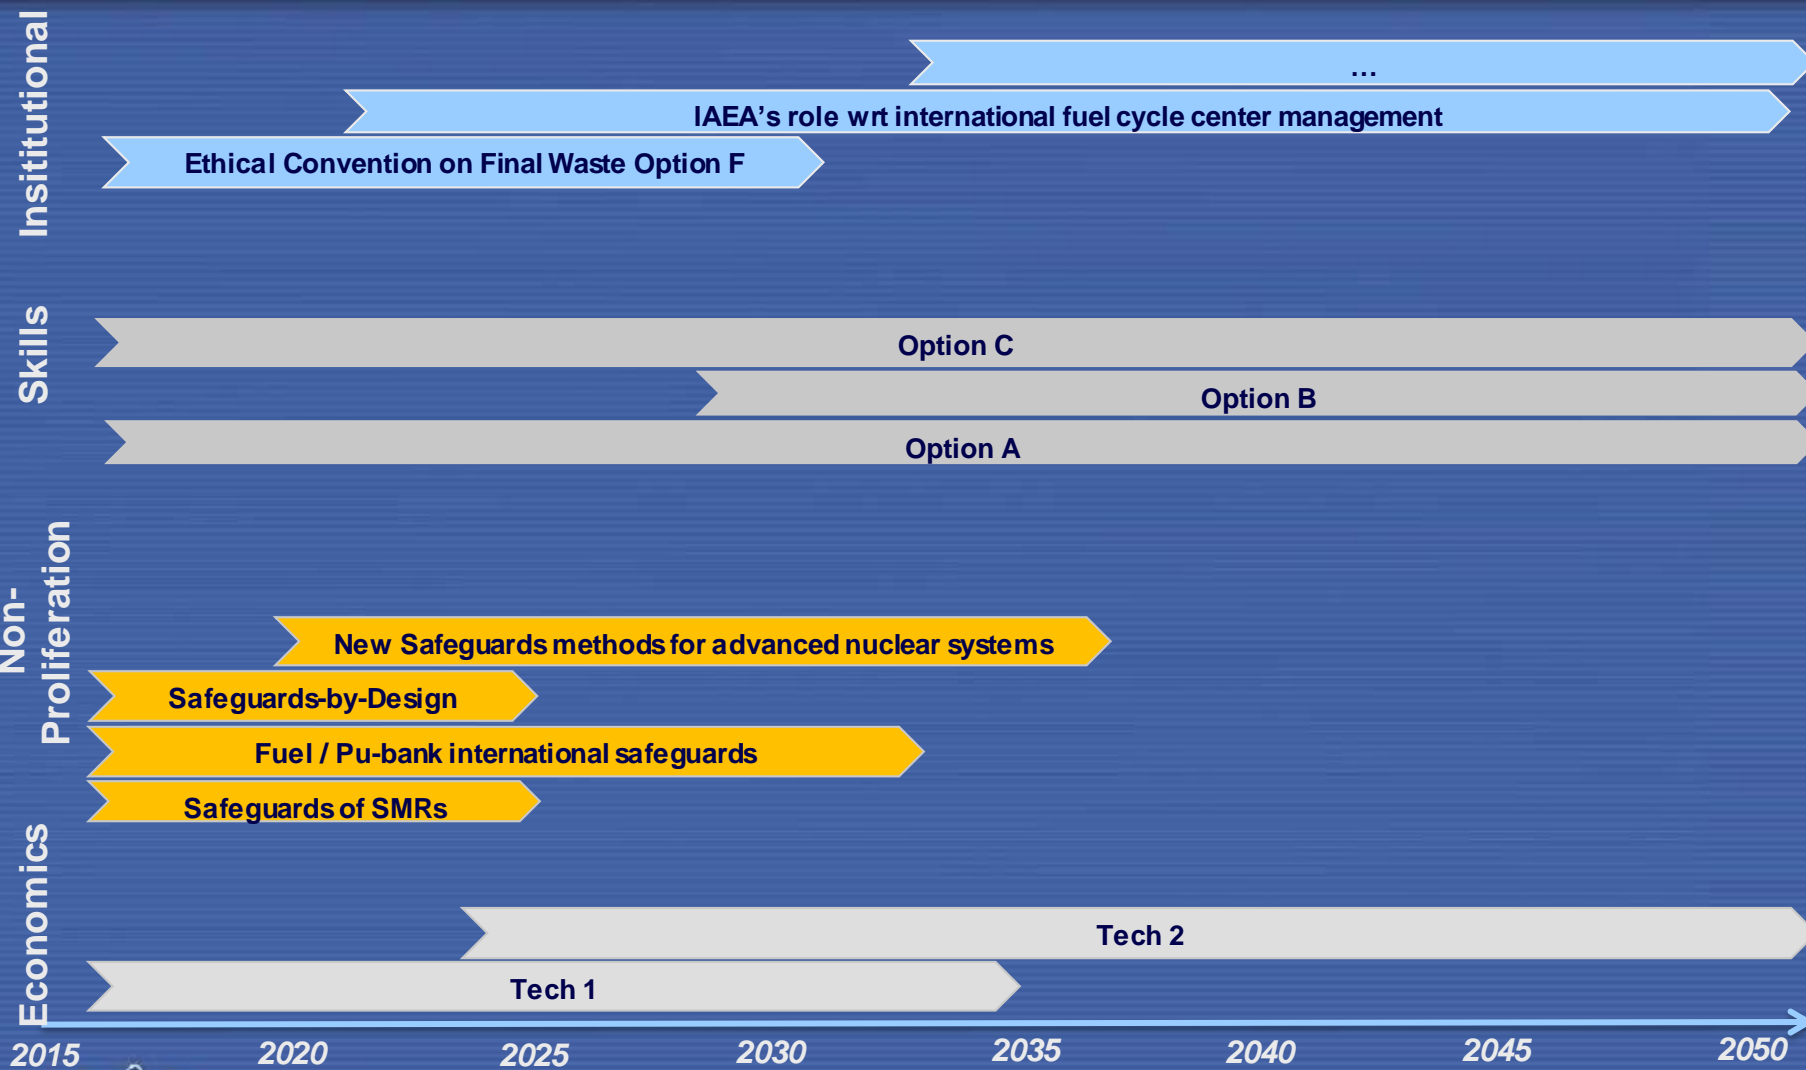 Insititutional
...
IAEA's role wrt international fuel cycle center management
Ethical Convention on Final Waste Option F
Skills
Option C
Option B
Option A
Non-
Proliferation
New Safeguards methods for advanced nuclear systems
Safeguards-by-Design
Fuel / Pu-bank international safeguards
Safeguards of SMRs
Economics
Tech 2
Tech 1
2015 2020 2025 2030 2035 2040 2045 2050